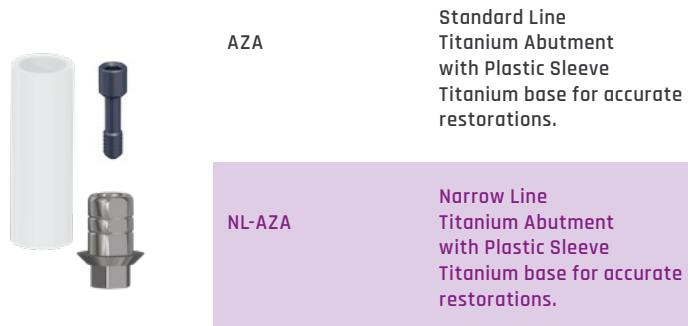 AZA
Standard Line
Titanium Abutment
with Plastic Sleeve
Titanium base for accurate
restorations.
NL-AZA
Narrow Line
Titanium Abutment
with Plastic Sleeve
Titanium base for accurate
restorations.